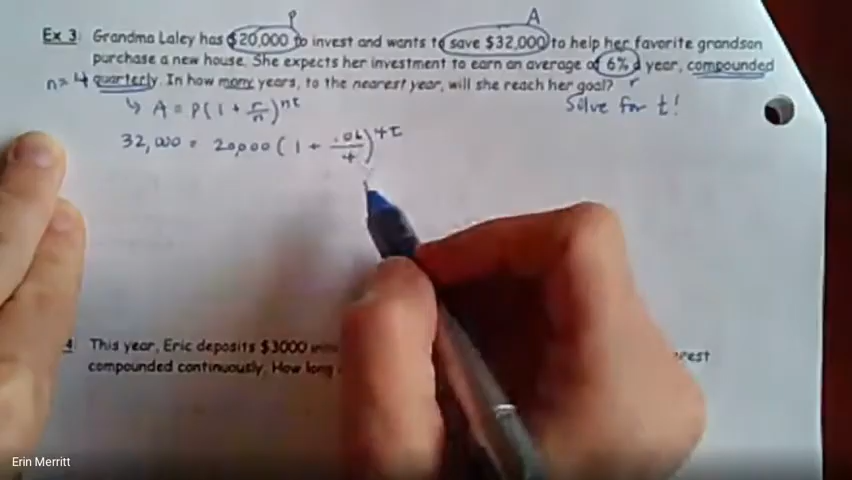 P A
Ex 3: Grandma Laley has $20,000 to invest and wants to save $32,000 to help her favorite grandson
purchase a new house. She expects her investment to earn an average of 6% a year, compounded
n=4 quarterly. In how many years, to the nearest year, will she reach her goal? r
↳ A = P(1 + r/n)^nt Solve for t!
32,000 = 20,000 (1 + .06/4)^4t
4 This year, Eric deposits $3000 rest
compounded continuously. How long
Erin Merritt